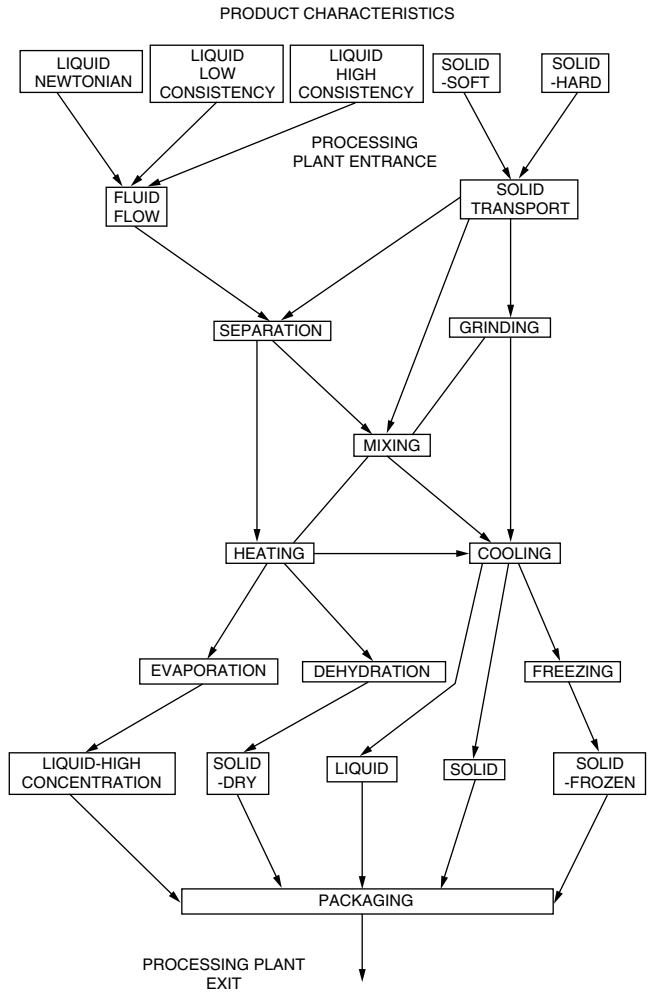 PRODUCT CHARACTERISTICS
LIQUID
NEWTONIAN
LIQUID
LOW
CONSISTENCY
LIQUID
HIGH
CONSISTENCY
SOLID
-SOFT
SOLID
-HARD
PROCESSING
PLANT ENTRANCE
FLUID
FLOW
SOLID
TRANSPORT
SEPARATION
GRINDING
MIXING
HEATING
COOLING
EVAPORATION
DEHYDRATION
FREEZING
LIQUID-HIGH
CONCENTRATION
SOLID
-DRY
LIQUID
SOLID
SOLID
-FROZEN
PACKAGING
PROCESSING PLANT
EXIT